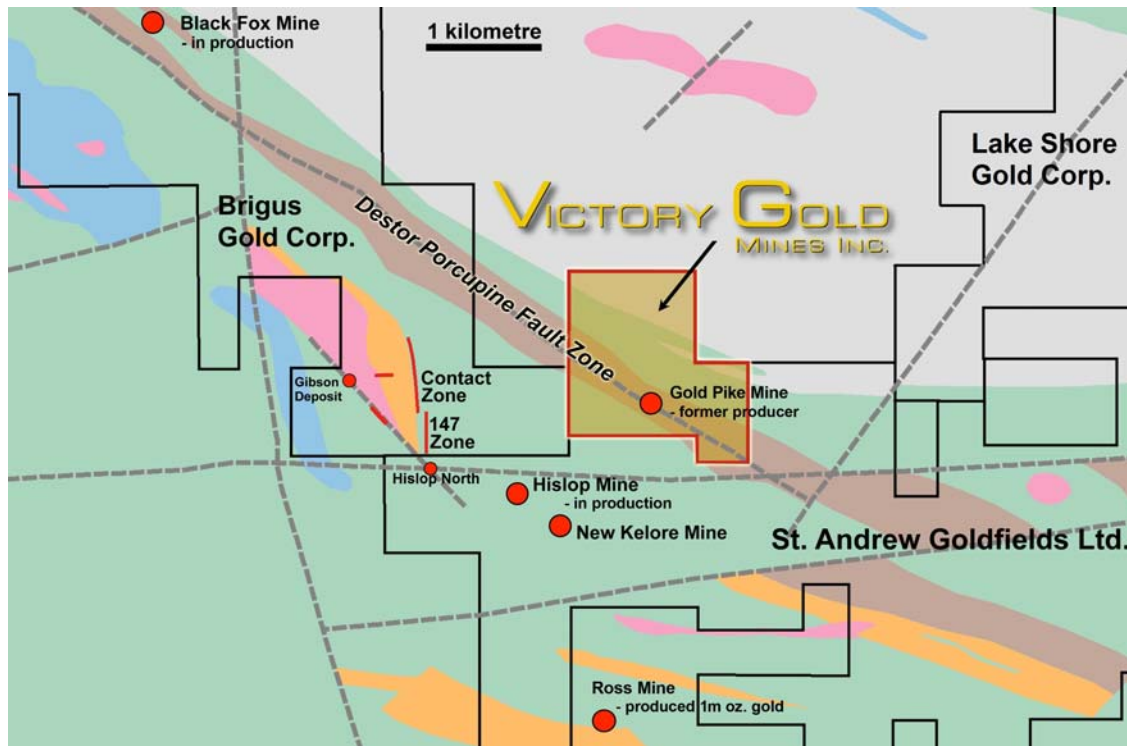 Black Fox Mine
- in production
1 kilometre
Lake Shore
Gold Corp.
Brigus
Gold Corp.
VICTORY GOLD
MINES INC.
Destor Porcupine Fault Zone
Gibson
Deposit
Contact
Zone
147
Zone
Gold Pike Mine
- former producer
Hislop North
Hislop Mine
- in production
New Kelore Mine
St. Andrew Goldfields Ltd.
Ross Mine
- produced 1m oz. gold